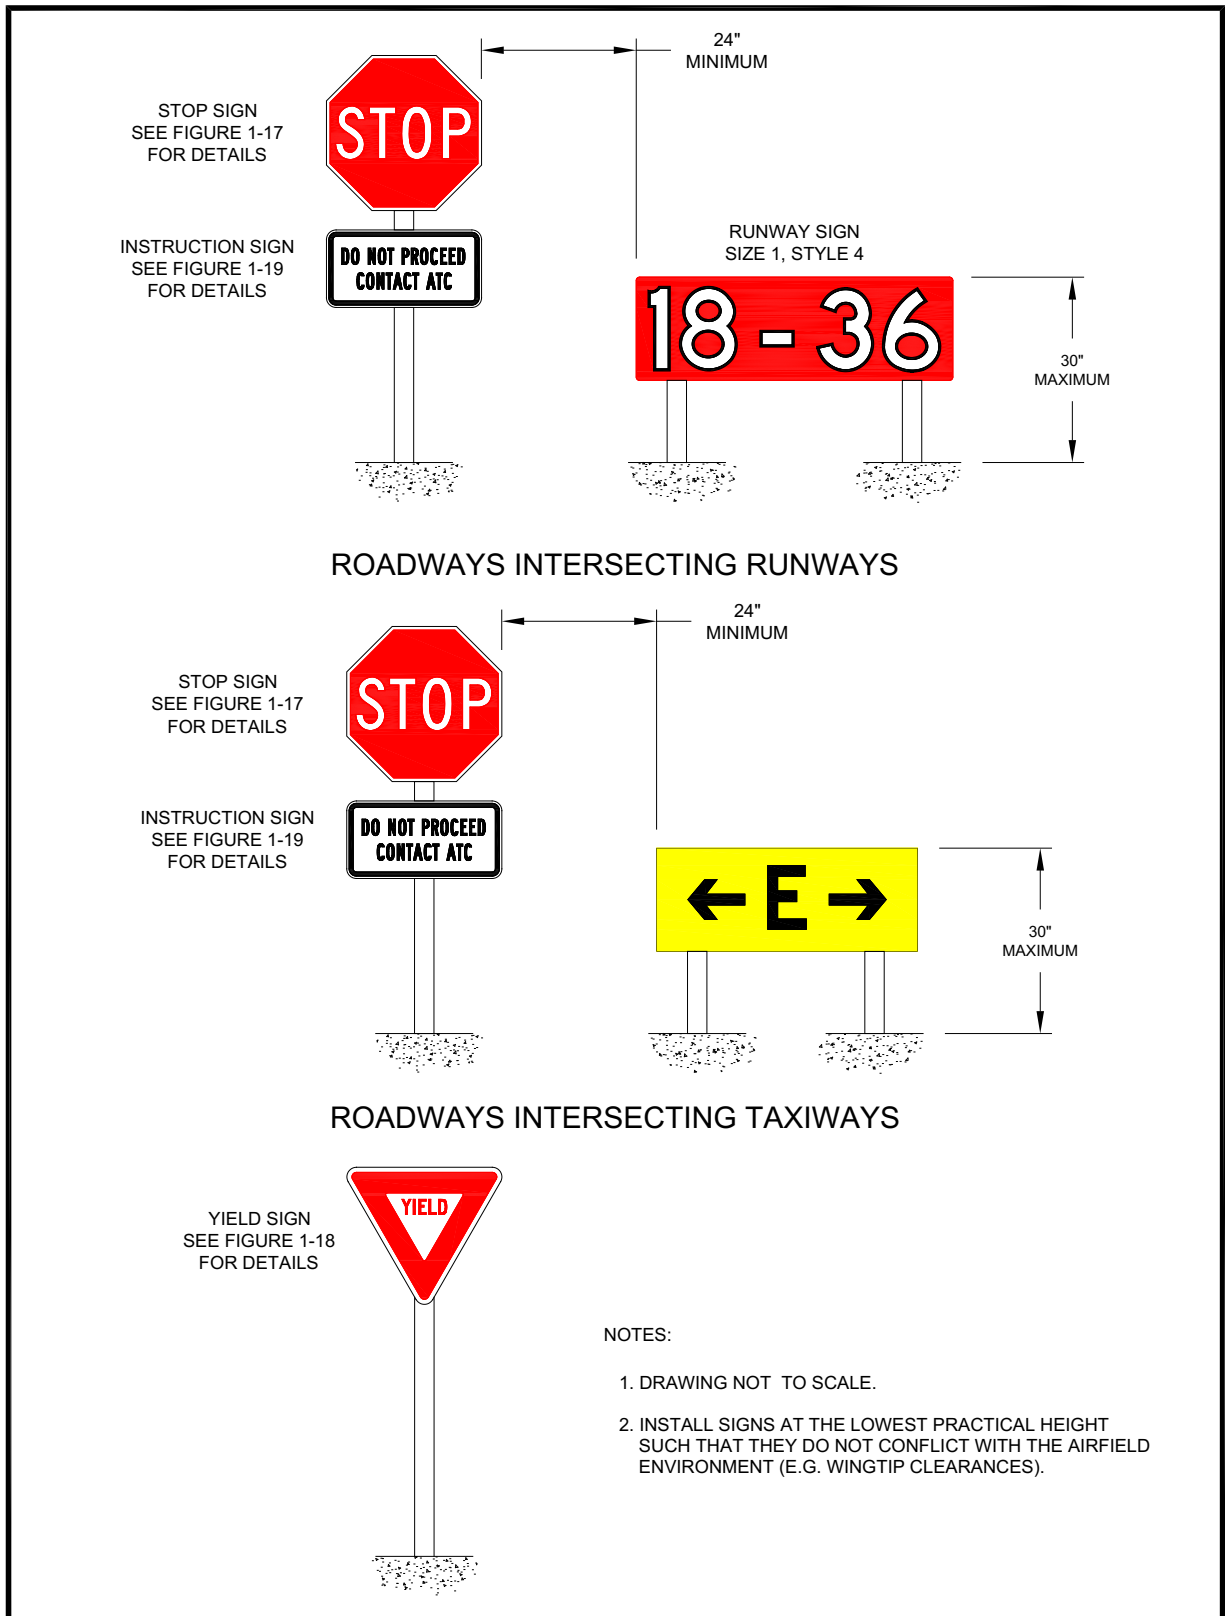 24"
MINIMUM
STOP SIGN
SEE FIGURE 1-17
FOR DETAILS
STOP
INSTRUCTION SIGN
SEE FIGURE 1-19
FOR DETAILS
DO NOT PROCEED
CONTACT ATC
RUNWAY SIGN
SIZE 1, STYLE 4
18 - 36
30"
MAXIMUM
ROADWAYS INTERSECTING RUNWAYS
24"
MINIMUM
STOP SIGN
SEE FIGURE 1-17
FOR DETAILS
STOP
INSTRUCTION SIGN
SEE FIGURE 1-19
FOR DETAILS
DO NOT PROCEED
CONTACT ATC
← E →
30"
MAXIMUM
ROADWAYS INTERSECTING TAXIWAYS
YIELD SIGN
SEE FIGURE 1-18
FOR DETAILS
YIELD
NOTES:
1. DRAWING NOT TO SCALE.
2. INSTALL SIGNS AT THE LOWEST PRACTICAL HEIGHT
SUCH THAT THEY DO NOT CONFLICT WITH THE AIRFIELD
ENVIRONMENT (E.G. WINGTIP CLEARANCES).